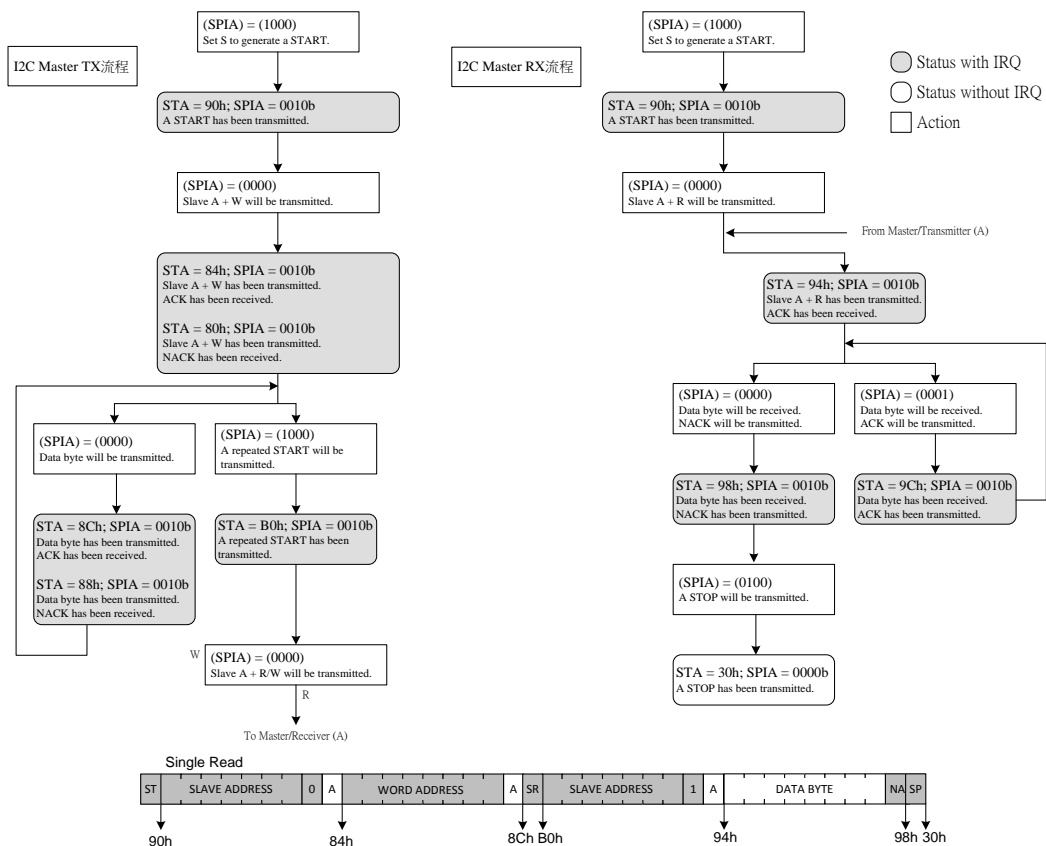 I2C Master TX流程
(SPIA) = (1000)
Set S to generate a START.
STA = 90h; SPIA = 0010b
A START has been transmitted.
(SPIA) = (0000)
Slave A + W will be transmitted.
STA = 84h; SPIA = 0010b
Slave A + W has been transmitted.
ACK has been received.
STA = 80h; SPIA = 0010b
Slave A + W has been transmitted.
NACK has been received.
(SPIA) = (0000)
Data byte will be transmitted.
(SPIA) = (1000)
A repeated START will be
transmitted.
STA = 8Ch; SPIA = 0010b
Data byte has been transmitted.
ACK has been received.
STA = 88h; SPIA = 0010b
Data byte has been transmitted.
NACK has been received.
STA = B0h; SPIA = 0010b
A repeated START has been
transmitted.
W
(SPIA) = (0000)
Slave A + R/W will be transmitted.
R
To Master/Receiver (A)
I2C Master RX流程
(SPIA) = (1000)
Set S to generate a START.
STA = 90h; SPIA = 0010b
A START has been transmitted.
(SPIA) = (0000)
Slave A + R will be transmitted.
From Master/Transmitter (A)
STA = 94h; SPIA = 0010b
Slave A + R has been transmitted.
ACK has been received.
(SPIA) = (0000)
Data byte will be received.
NACK will be transmitted.
(SPIA) = (0001)
Data byte will be received.
ACK will be transmitted.
STA = 98h; SPIA = 0010b
Data byte has been received.
NACK has been transmitted.
STA = 9Ch; SPIA = 0010b
Data byte has been received.
ACK has been transmitted.
(SPIA) = (0100)
A STOP will be transmitted.
STA = 30h; SPIA = 0000b
A STOP has been transmitted.
Status with IRQ
Status without IRQ
Action
Single Read
ST SLAVE ADDRESS 0 A WORD ADDRESS A SR SLAVE ADDRESS 1 A DATA BYTE NA SP
90h 84h 8Ch B0h 94h 98h 30h